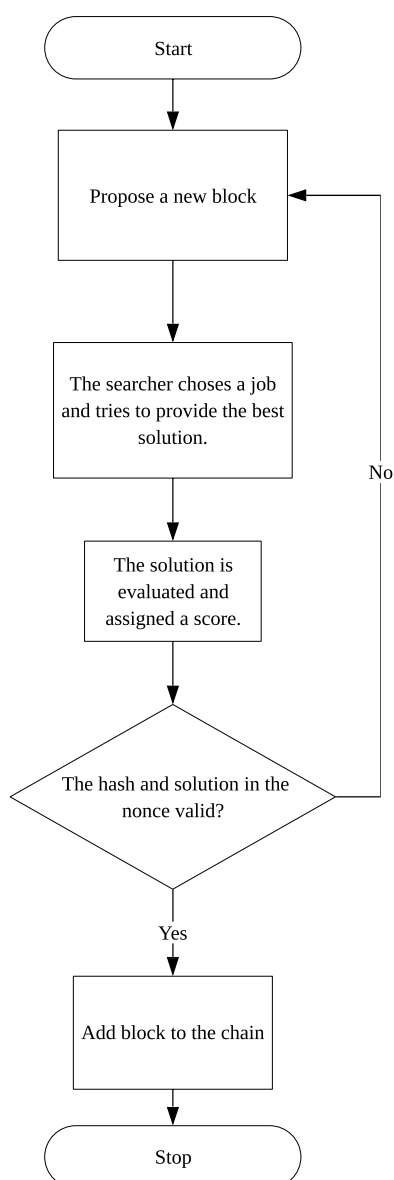 Start
Propose a new block
The searcher choses a job
and tries to provide the best
solution.
No
The solution is
evaluated and
assigned a score.
The hash and solution in the
nonce valid?
Yes
Add block to the chain
Stop